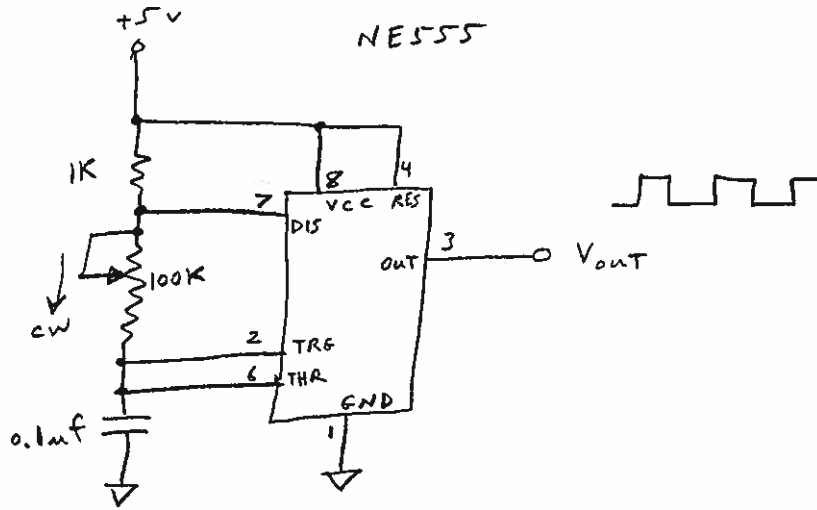 +5v
NE555
1K
7
8
4
VCC
RES
DIS
OUT
3
Vout
100K
CW
2
TRG
6
THR
GND
1
0.1uf